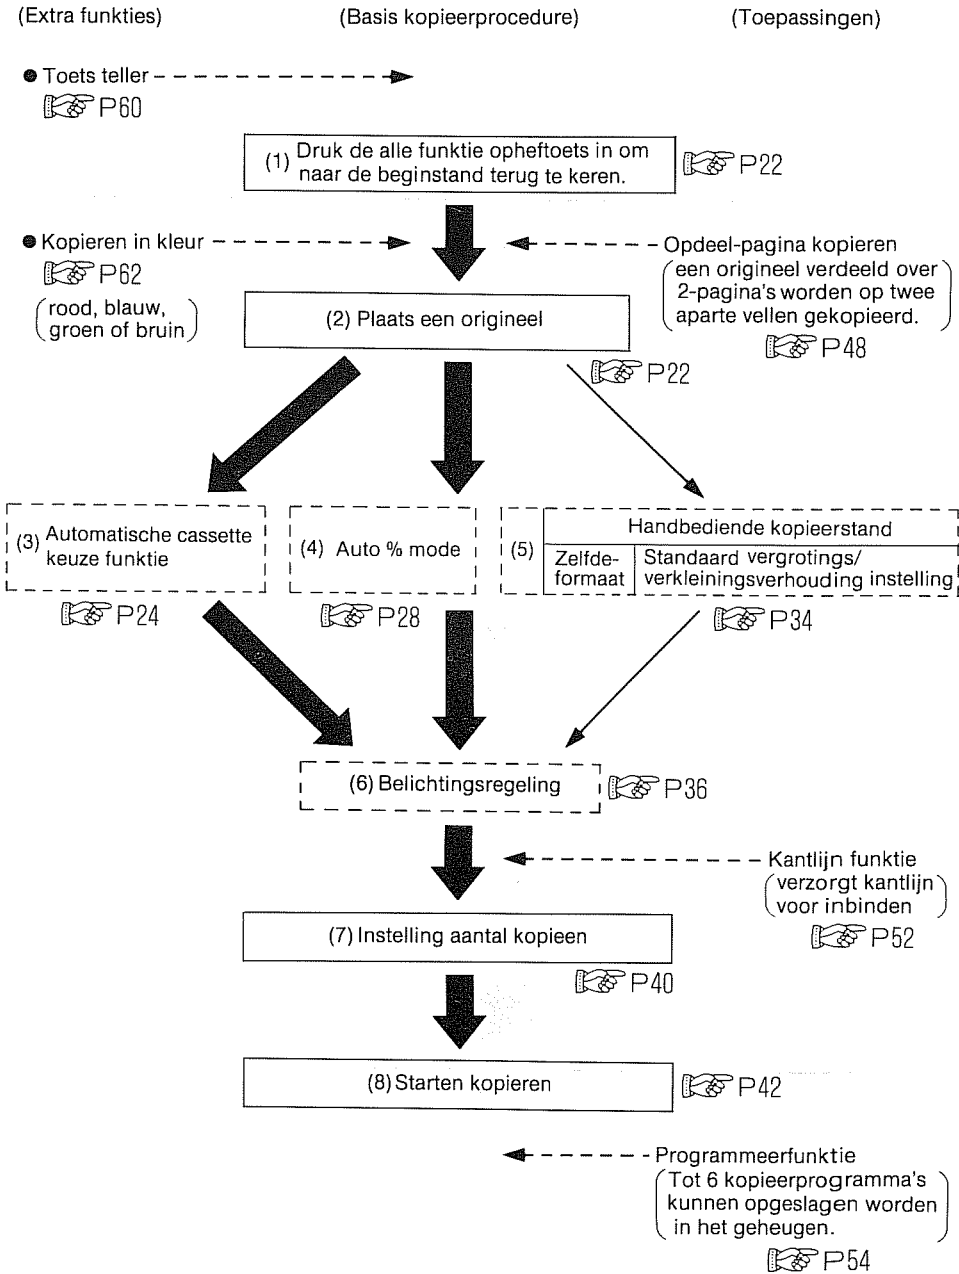 (Extra funkties)
(Basis kopieerprocedure)
(Toepassingen)
● Toets teller
P60
(1) Druk de alle funktie opheftoets in om
naar de beginstand terug te keren.
P22
● Kopieren in kleur
P62
(rood, blauw,
groen of bruin)
Opdeel-pagina kopieren
(een origineel verdeeld over
2-pagina's worden op twee
aparte vellen gekopieerd.)
P48
(2) Plaats een origineel
P22
(3) Automatische cassette
keuze funktie
P24
(4) Auto % mode
P28
(5) Handbediende kopieerstand
Zelfde-
formaat
Standaard vergrotings/
verkleiningsverhouding instelling
P34
(6) Belichtingsregeling
P36
Kantlijn funktie
(verzorgt kantlijn
voor inbinden)
P52
(7) Instelling aantal kopieen
P40
(8) Starten kopieren
P42
Programmeerfunktie
(Tot 6 kopieerprogramma's
kunnen opgeslagen worden
in het geheugen.)
P54